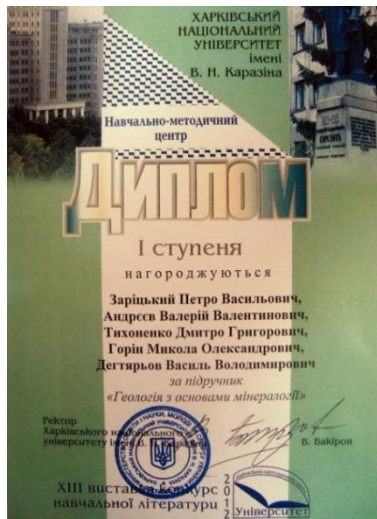 ХАРКІВСЬКИЙ
НАЦІОНАЛЬНИЙ
УНІВЕРСИТЕТ
імені
В. Н. Каразіна
Навчально-методичний
центр
ДИПЛОМ
І ступеня
нагороджуються
Заріцький Петро Васильович,
Андрєєв Валерій Валентинович,
Тихоненко Дмитро Григорович,
Горін Микола Олександрович,
Дегтярьов Василь Володимирович
за підручник
«Геологія з основами мінералогії»
Ректор
Харківського національного
університету імені В. Н. Каразіна
В. Бакіров
ХІІІ виставка-конкурс
навчальної літератури
2012
Університет